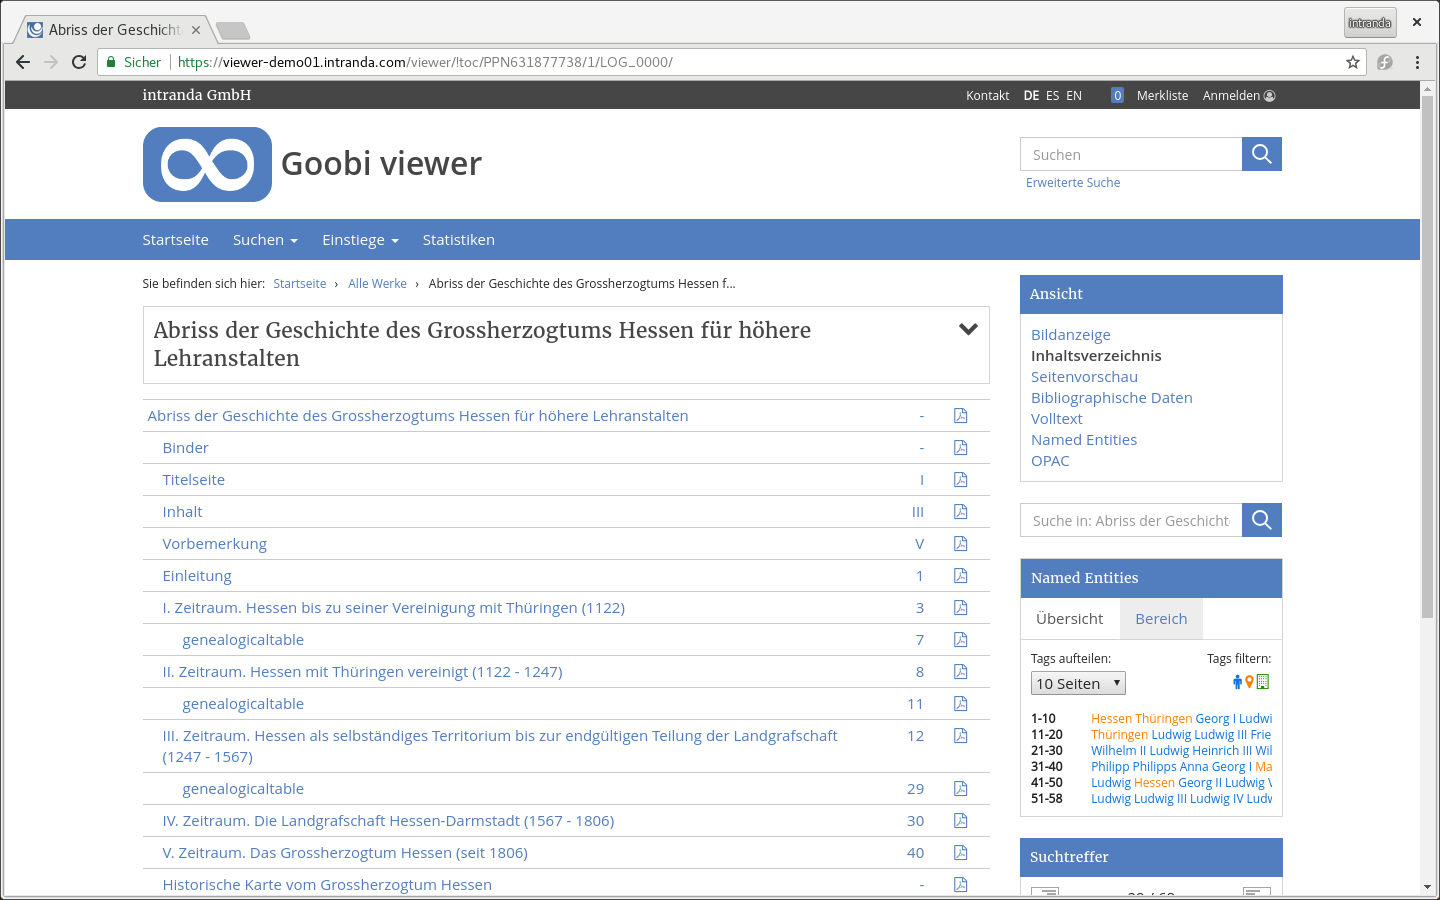 Abriss der Geschicht
intranda
Sicher
https://viewer-demo01.intranda.com/viewer/!toc/PPN631877738/1/LOG_0000/
intranda GmbH
Kontakt DE ES EN 0 Merkliste Anmelden
Goobi viewer
Suchen
Erweiterte Suche
Startseite Suchen Einstiege Statistiken
Sie befinden sich hier: Startseite › Alle Werke › Abriss der Geschichte des Grossherzogtums Hessen f...
Abriss der Geschichte des Grossherzogtums Hessen für höhere
Lehranstalten
Abriss der Geschichte des Grossherzogtums Hessen für höhere Lehranstalten -
Binder -
Titelseite I
Inhalt III
Vorbemerkung V
Einleitung 1
I. Zeitraum. Hessen bis zu seiner Vereinigung mit Thüringen (1122) 3
genealogicaltable 7
II. Zeitraum. Hessen mit Thüringen vereinigt (1122 - 1247) 8
genealogicaltable 11
III. Zeitraum. Hessen als selbständiges Territorium bis zur endgültigen Teilung der Landgrafschaft 12
(1247 - 1567)
genealogicaltable 29
IV. Zeitraum. Die Landgrafschaft Hessen-Darmstadt (1567 - 1806) 30
V. Zeitraum. Das Grossherzogtum Hessen (seit 1806) 40
Historische Karte vom Grossherzogtum Hessen -
Ansicht
Bildanzeige
Inhaltsverzeichnis
Seitenvorschau
Bibliographische Daten
Volltext
Named Entities
OPAC
Suche in: Abriss der Geschicht
Named Entities
Übersicht Bereich
Tags aufteilen: Tags filtern:
10 Seiten
1-10 Hessen Thüringen Georg I Ludwi
11-20 Thüringen Ludwig Ludwig III Frie
21-30 Wilhelm II Ludwig Heinrich III Wil
31-40 Philipp Philipps Anna Georg I Ma
41-50 Ludwig Hessen Georg II Ludwig V
51-58 Ludwig Ludwig III Ludwig IV Ludw
Suchtreffer